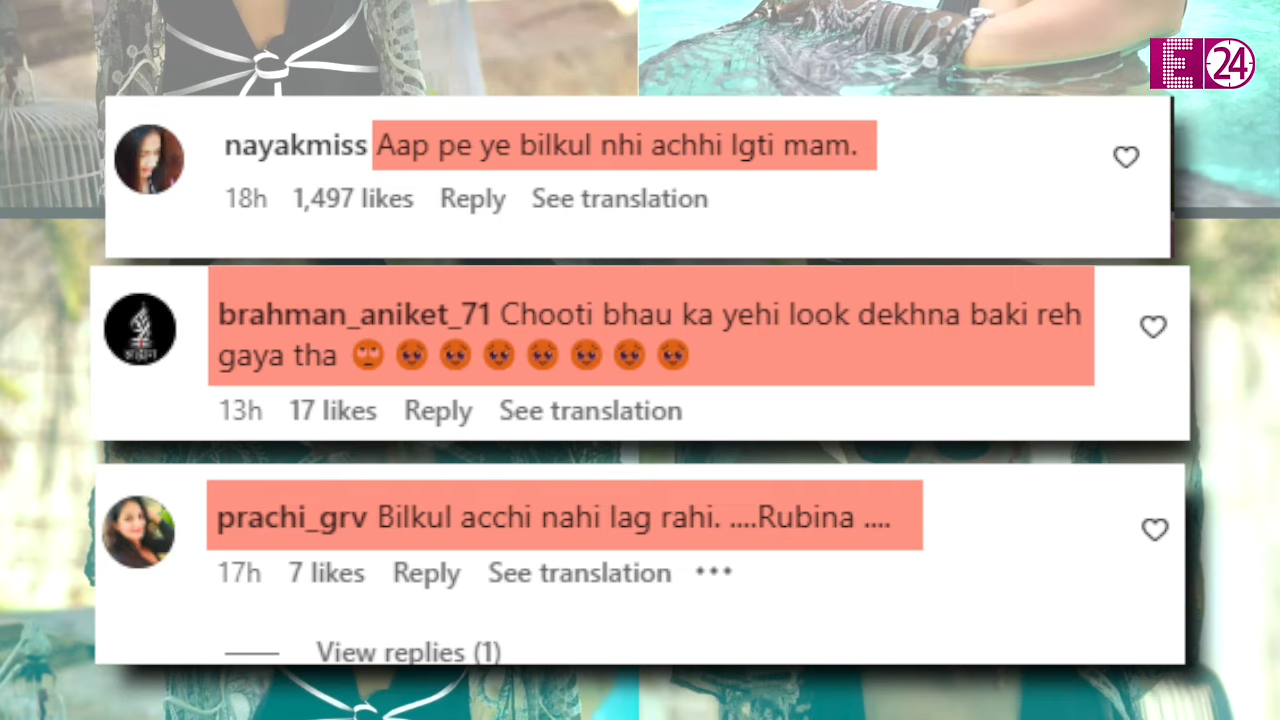 E 24
nayakmiss Aap pe ye bilkul nhi achhi lgti mam.
18h 1,497 likes Reply See translation
brahman_aniket_71 Chooti bhau ka yehi look dekhna baki reh
gaya tha 🙄🥺🥺🥺🥺🥺🥺🥺
13h 17 likes Reply See translation
prachi_grv Bilkul acchi nahi lag rahi. ....Rubina ....
17h 7 likes Reply See translation •••
View replies (1)